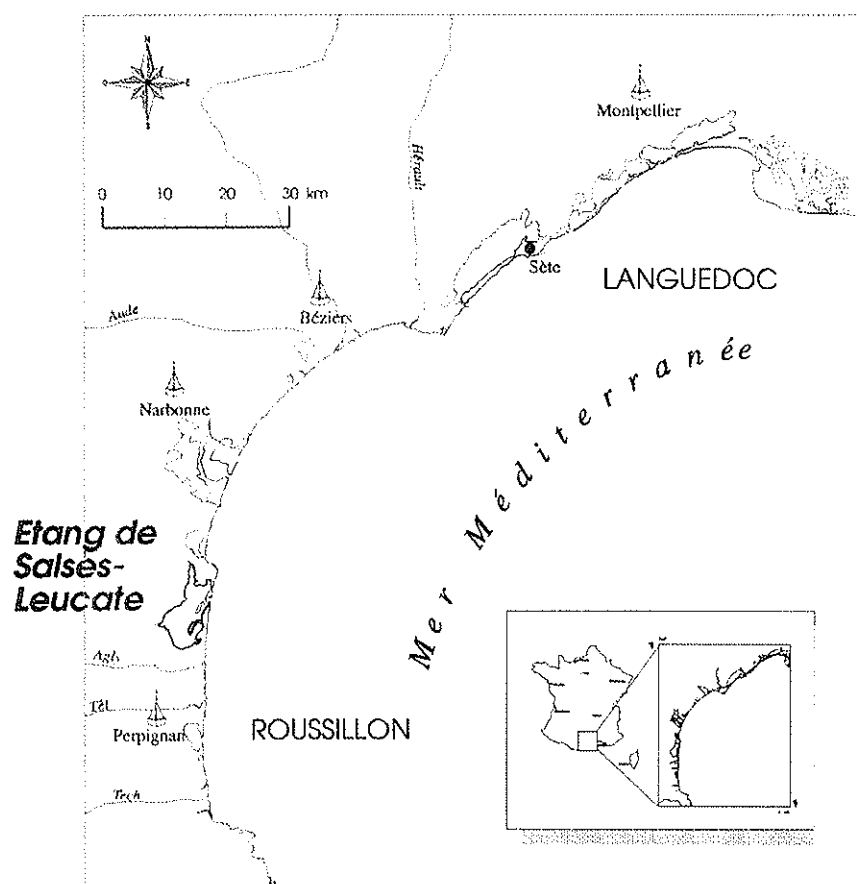 N
O
E
S
Montpellier
Hérault
0 10 20 30 km
Sète
LANGUEDOC
Aude
Béziers
Mer Méditerranée
Narbonne
Etang de
Salses-
Leucate
Agly
Têt
Perpignan
ROUSSILLON
Tech